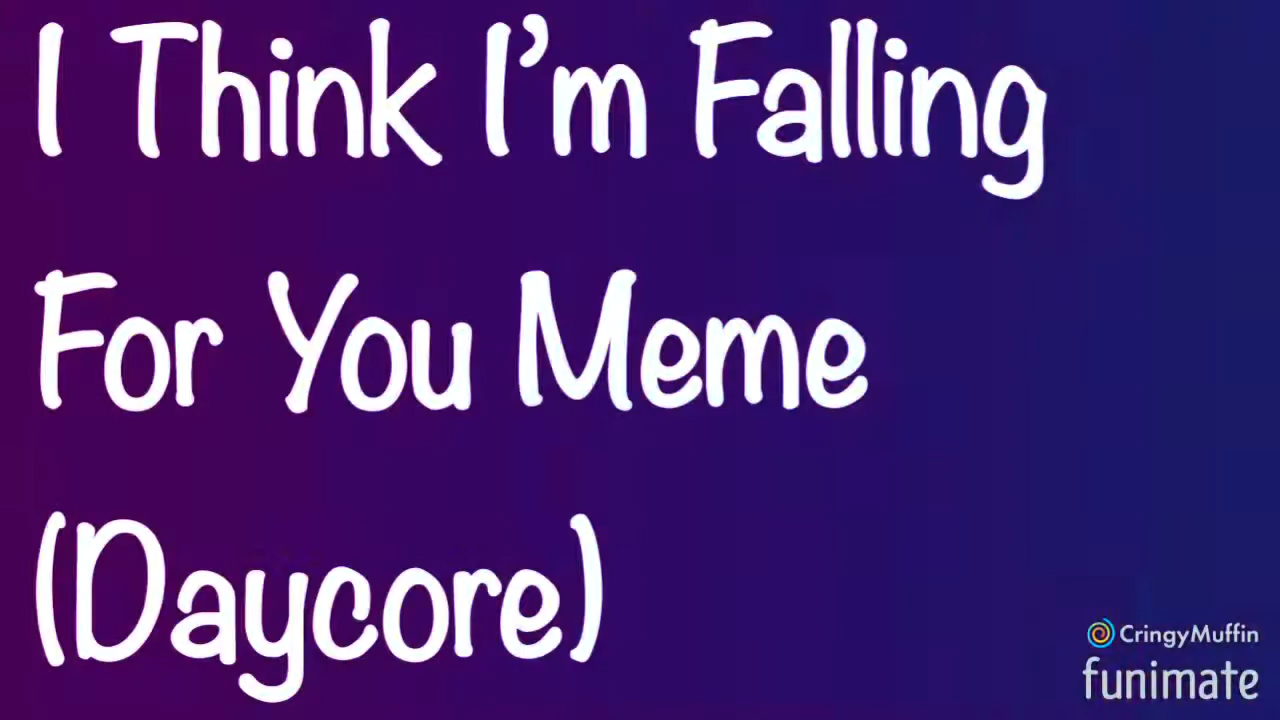 I Think I’m Falling
For You Meme
(Daycore)
CringyMuffin
funimate